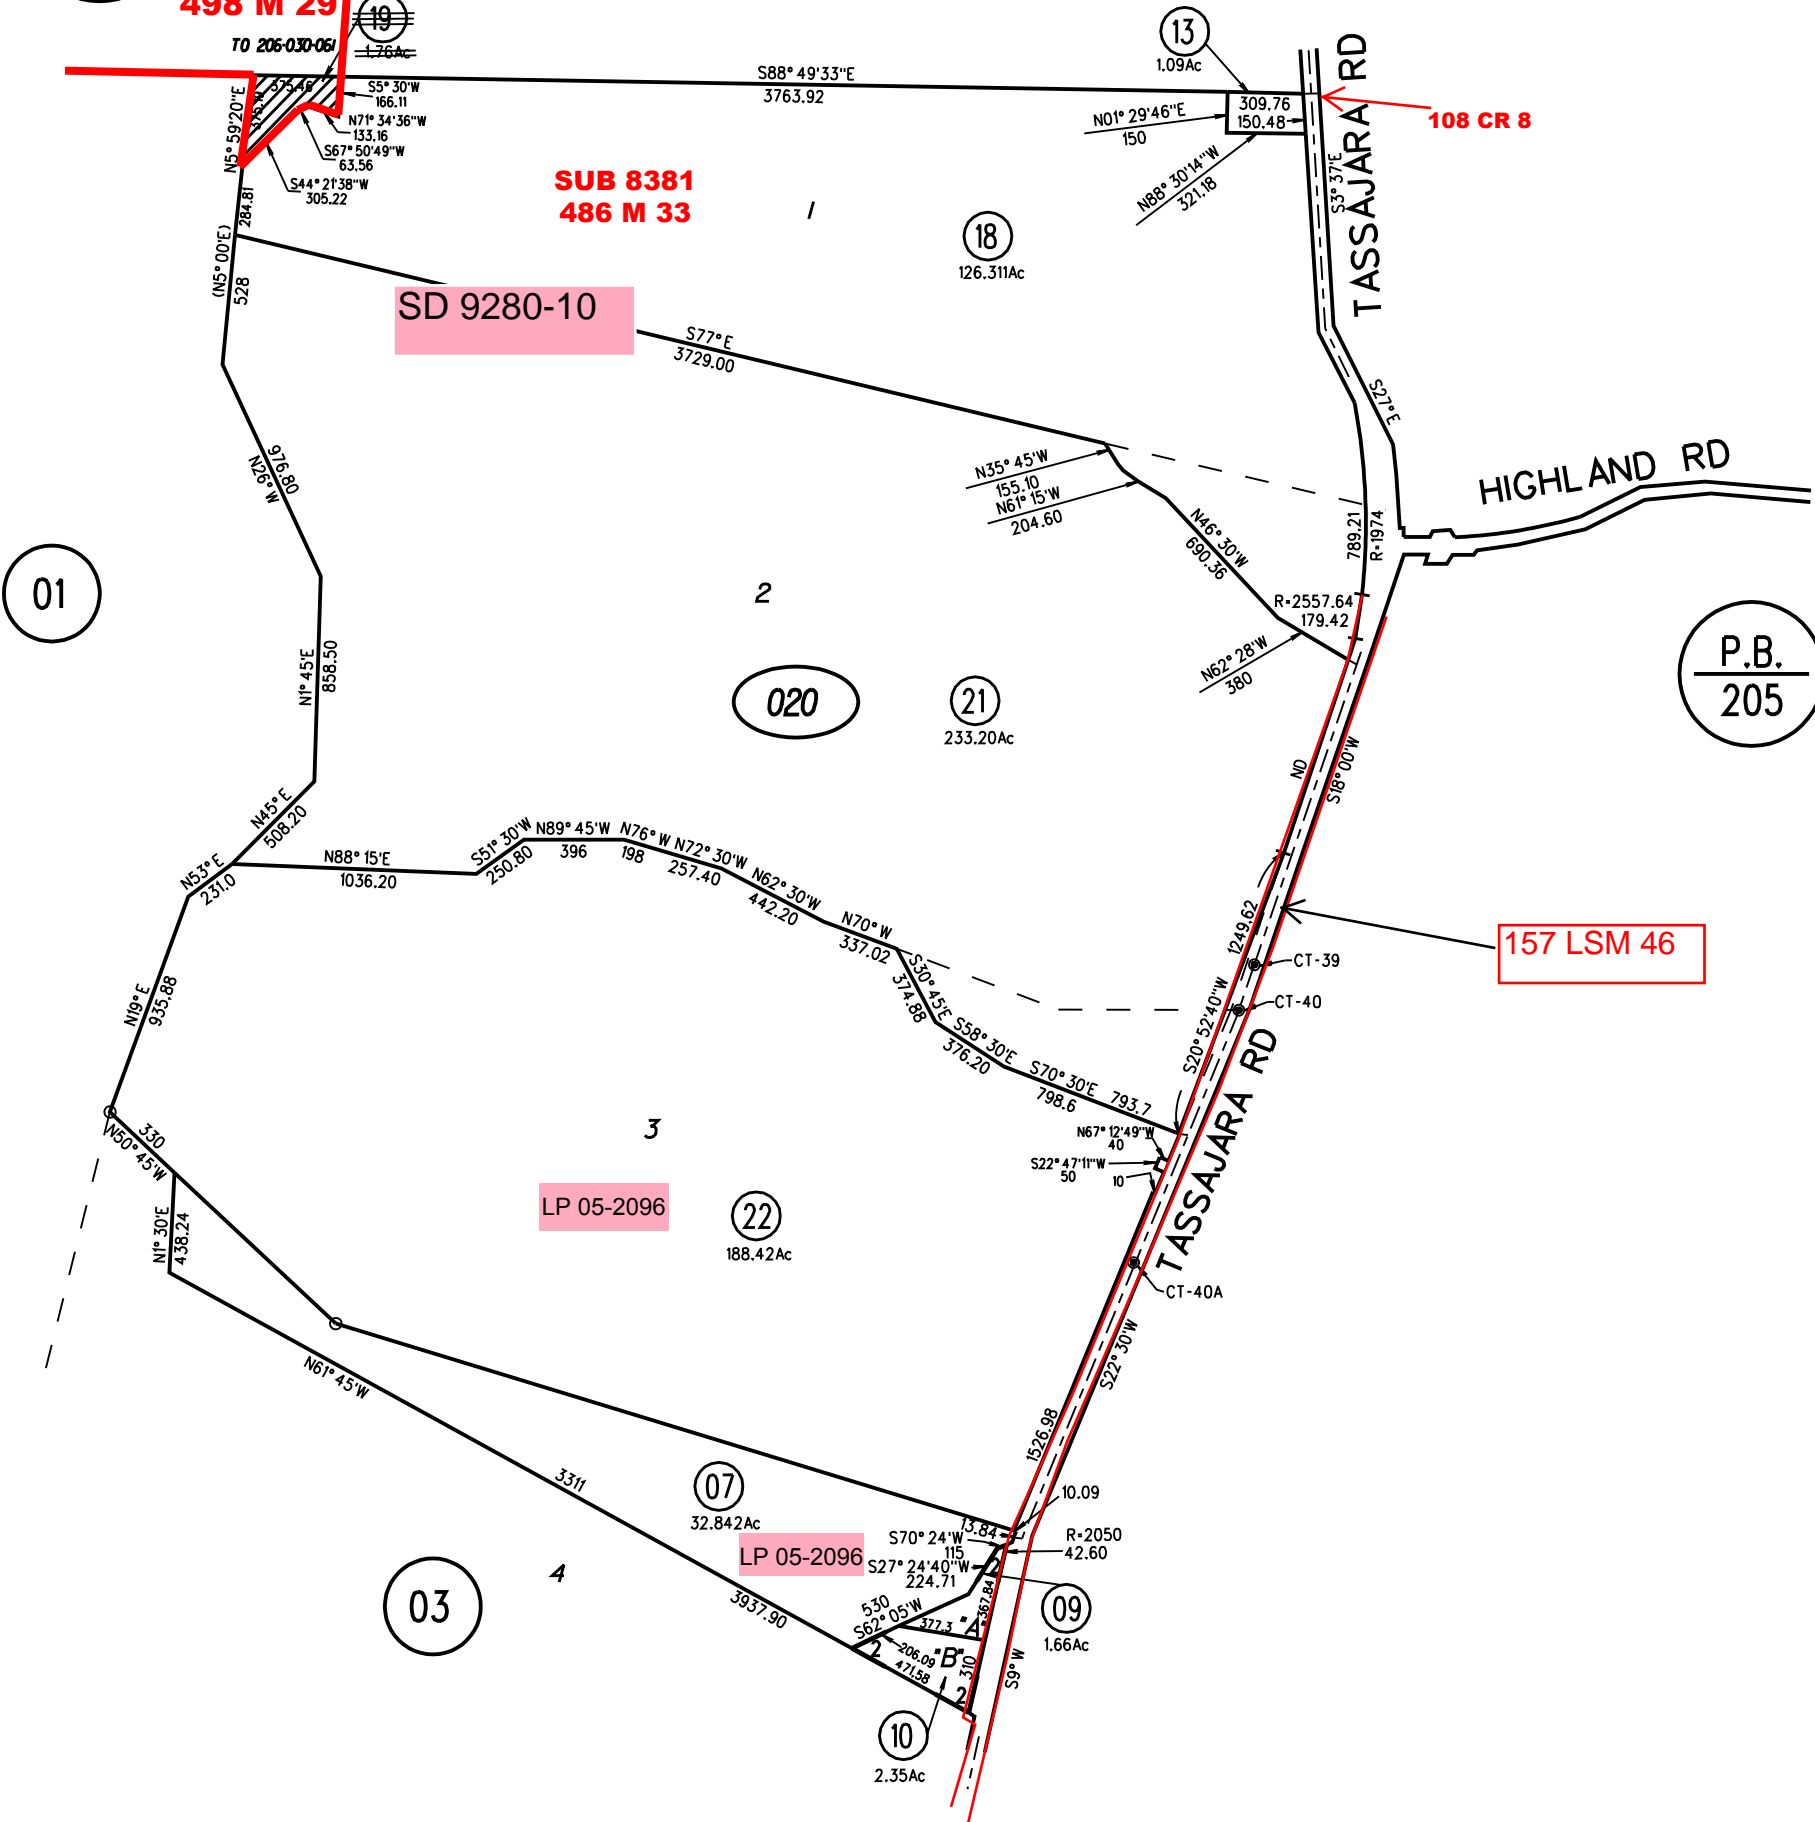 498 M 29
TO 206-030-06
19
1.76Ac
375.46
N5° 59'20"E
S5° 30'W
166.11
N71° 34'36"W
133.16
S67° 50'49"W
63.56
S44° 21'38"W
305.22
284.81
(N5° 00'E)
528
S88° 49'33"E
3763.92
13
1.09Ac
309.76
150.48
N01° 29'46"E
150
N88° 30'14"W
321.18
108 CR 8
TASSAJARA RD
S3° 37'E
SUB 8381
486 M 33
1
18
126.311Ac
SD 9280-10
S77° E
3729.00
S27° E
HIGHLAND RD
976.80
N26° W
N35° 45'W
155.10
N61° 15'W
204.60
N46° 30'W
690.36
789.21
R=1974
01
2
R=2557.64
179.42
N62° 28'W
380
P.B.
205
N1° 45'E
858.50
020
21
233.20Ac
ND
S18° 00'W
N45° E
508.20
N53° E
231.0
N88° 15'E
1036.20
S51° 30'W
250.80
N89° 45'W
396
N76° W
198
N72° 30'W
257.40
N62° 30'W
442.20
N70° W
337.02
1249.62
157 LSM 46
CT-39
CT-40
S30° 45'E
374.88
S58° 30'E
376.20
S70° 30'E
798.6
793.7
S20° 52'40"W
N19° E
935.88
TASSAJARA RD
N67° 12'49"W
40
S22° 47'11"W
50
10
3
330
N50° 45'W
N1° 30'E
438.24
LP 05-2096
22
188.42Ac
CT-40A
S22° 30'W
N61° 45'W
1526.98
3311
07
32.842Ac
LP 05-2096
10.09
13.84
R=2050
42.60
S70° 24'W
115
S27° 24'40"W
224.71
2
4
03
3937.90
530
S62° 05'W
377.3
"A"
367.84
09
1.66Ac
2
206.09
471.58
"B"
310
2
S9° W
10
2.35Ac